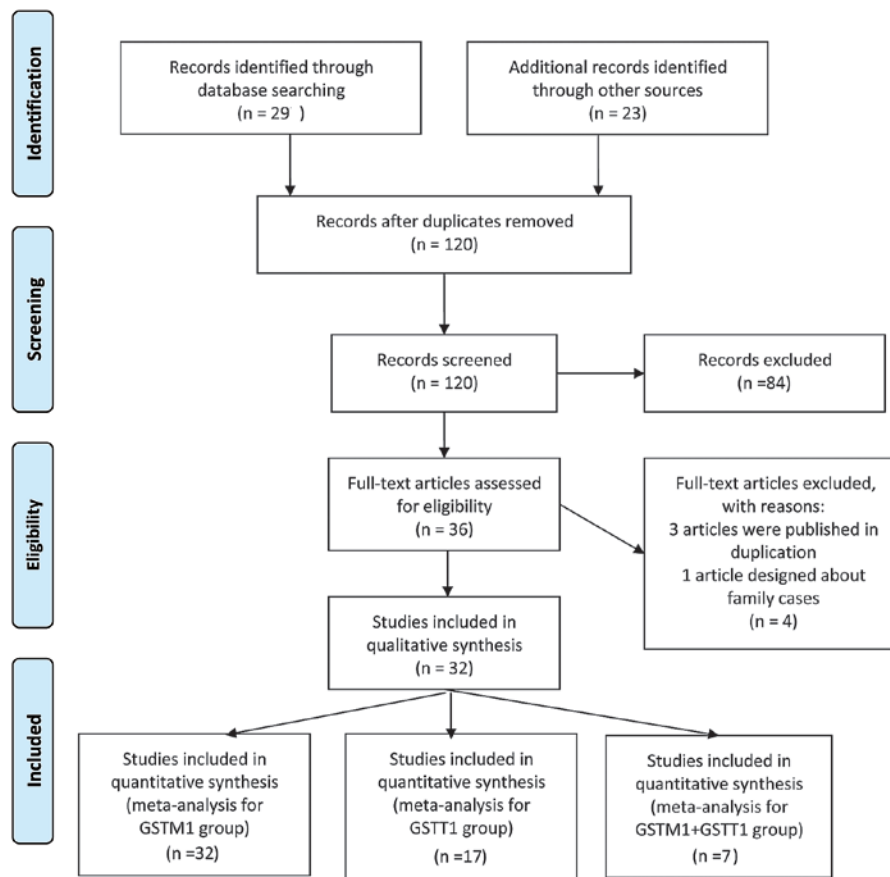 Identification
Records identified through
database searching
(n = 29 )
Additional records identified
through other sources
(n = 23)
Records after duplicates removed
(n = 120)
Screening
Records screened
(n = 120)
Records excluded
(n =84)
Eligibility
Full-text articles assessed
for eligibility
(n = 36)
Full-text articles excluded,
with reasons:
3 articles were published in
duplication
1 article designed about
family cases
(n = 4)
Studies included in
qualitative synthesis
(n = 32)
Included
Studies included in
quantitative synthesis
(meta-analysis for
GSTM1 group)
(n =32)
Studies included in
quantitative synthesis
(meta-analysis for
GSTT1 group)
(n =17)
Studies included in
quantitative synthesis
(meta-analysis for
GSTM1+GSTT1 group)
(n =7)